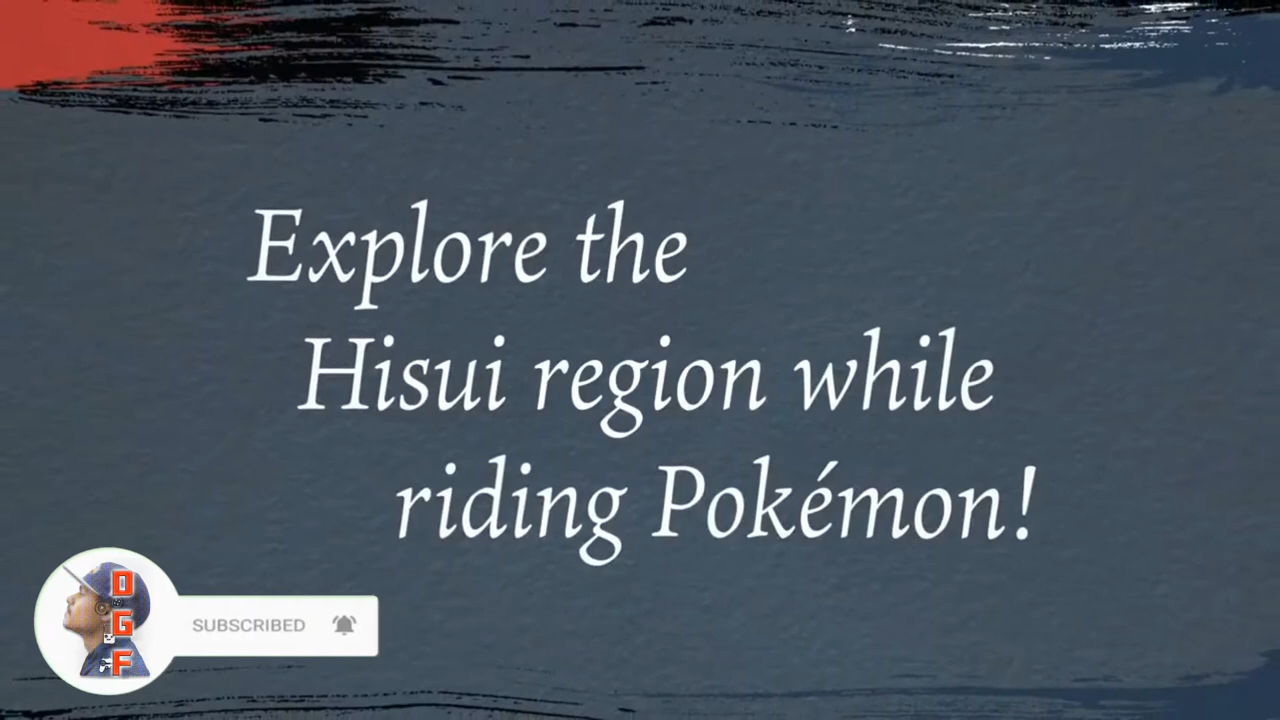 Explore the
Hisui region while
riding Pokémon!
OGF
SUBSCRIBED